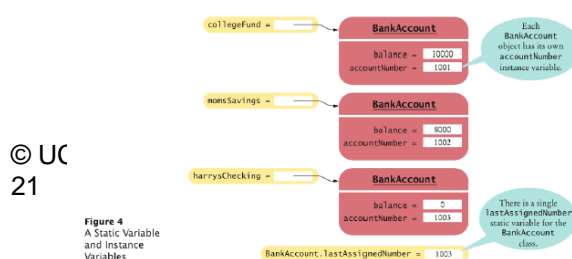 collegeFund =
BankAccount
balance = 10000
accountNumber = 1001
Each
BankAccount
object has its own
accountNumber
instance variable.
momsSavings =
BankAccount
balance = 8000
accountNumber = 1002
© UC
21
harrysChecking =
BankAccount
balance = 0
accountNumber = 1003
There is a single
lastAssignedNumber
static variable for the
BankAccount
class.
Figure 4
A Static Variable
and Instance
Variables
BankAccount.lastAssignedNumber = 1003